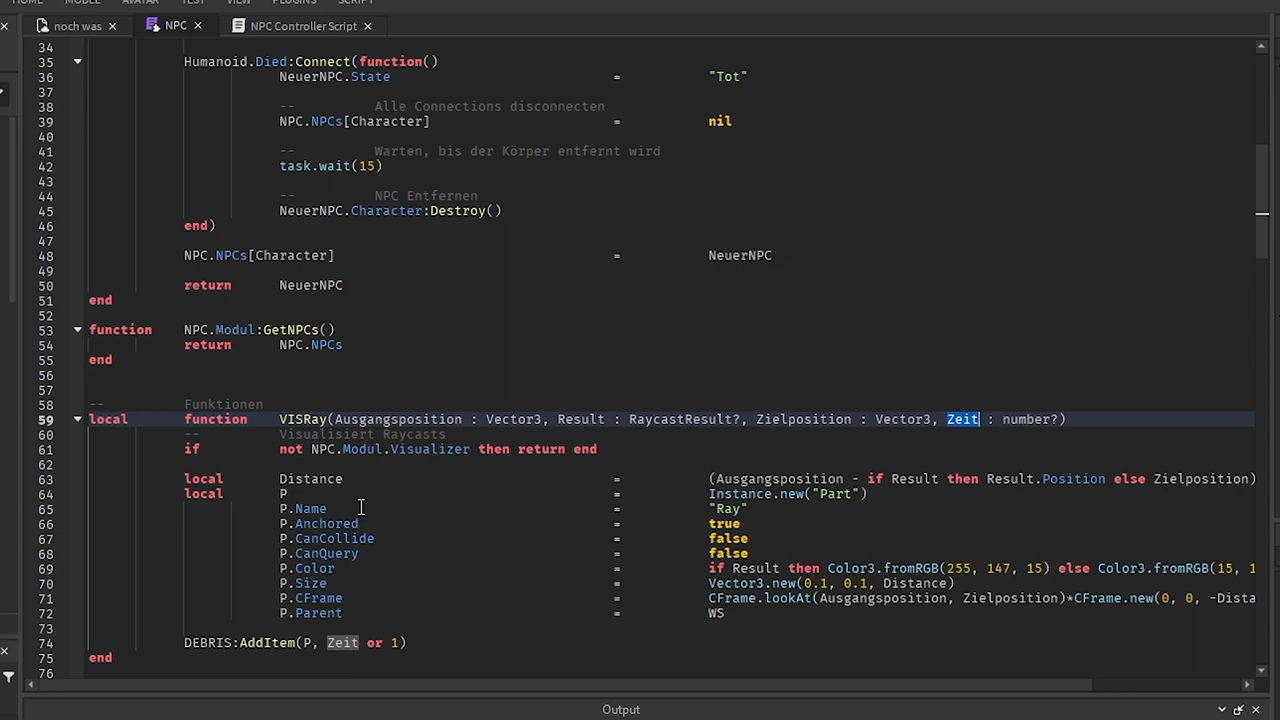 HOME MODEL AVATAR TEST VIEW PLUGINS SCRIPT
noch was × NPC × NPC Controller Script ×
34
35 Humanoid.Died:Connect(function()
36 NeuerNPC.State = "Tot"
37
38 -- Alle Connections disconnecten
39 NPC.NPCs[Character] = nil
40
41 -- Warten, bis der Körper entfernt wird
42 task.wait(15)
43
44 -- NPC Entfernen
45 NeuerNPC.Character:Destroy()
46 end)
47
48 NPC.NPCs[Character] = NeuerNPC
49
50 return NeuerNPC
51 end
53 function NPC.Modul:GetNPCs()
54 return NPC.NPCs
55 end
56
57
58 -- Funktionen
59 local function VISRay(Ausgangsposition : Vector3, Result : RaycastResult?, Zielposition : Vector3, Zeit : number?)
60 -- Visualisiert Raycasts
61 if not NPC.Modul.Visualizer then return end
62
63 local Distance = (Ausgangsposition - if Result then Result.Position else Zielposition)
64 local P = Instance.new("Part")
65 P.Name = "Ray"
66 P.Anchored = true
67 P.CanCollide = false
68 P.CanQuery = false
69 P.Color = if Result then Color3.fromRGB(255, 147, 15) else Color3.fromRGB(15, 1
70 P.Size = Vector3.new(0.1, 0.1, Distance)
71 P.CFrame = CFrame.lookAt(Ausgangsposition, Zielposition)*CFrame.new(0, 0, -Dista
72 P.Parent = WS
73
74 DEBRIS:AddItem(P, Zeit or 1)
75 end
76
Output